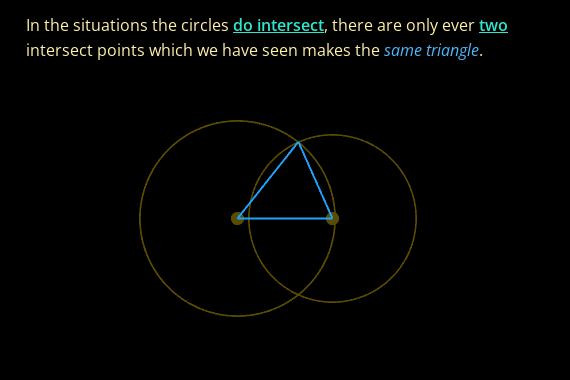 In the situations the circles do intersect, there are only ever two
intersect points which we have seen makes the same triangle.